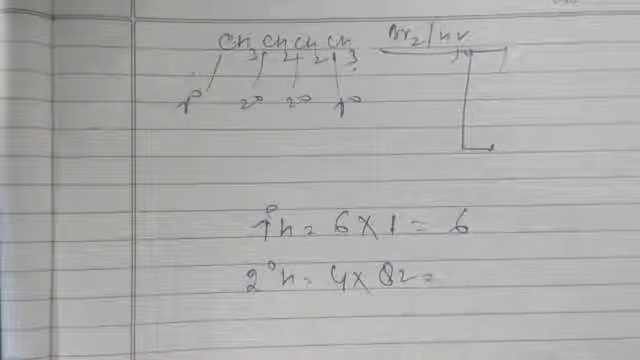 CH3 CH2 CH2 CH3 Br2/hv
1° 2° 2° 1°
1°H = 6 × 1 = 6
2°H = 4 × 82 =